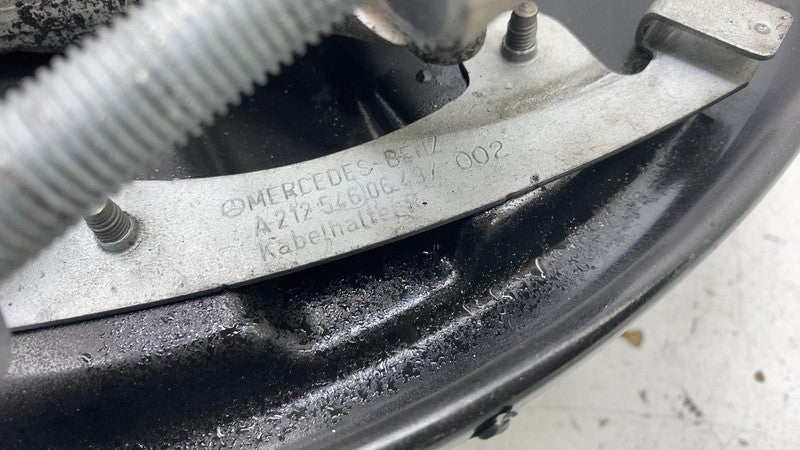 MERCEDES-BENZ
A 212 546 06 43/ 002
Kabelhalter